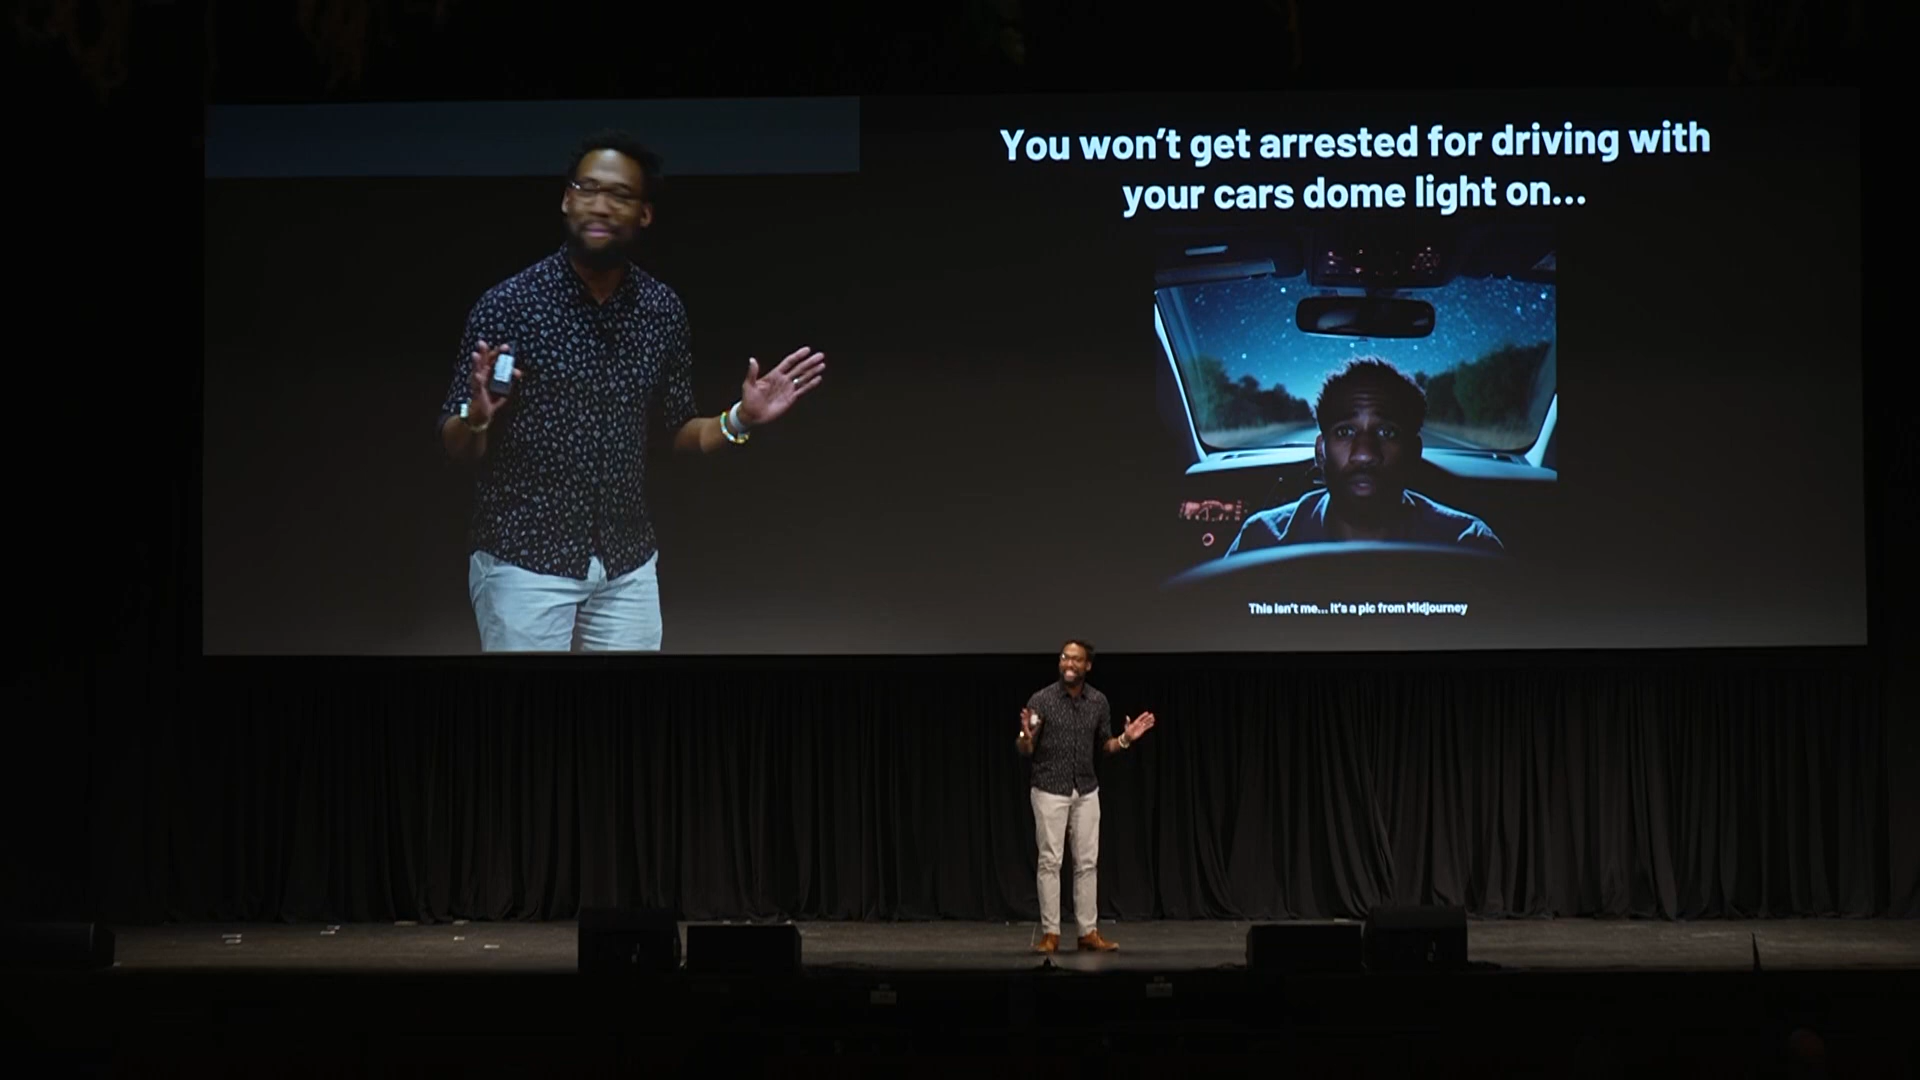 You won't get arrested for driving with
your cars dome light on...
This isn't me... it's a pic from Midjourney